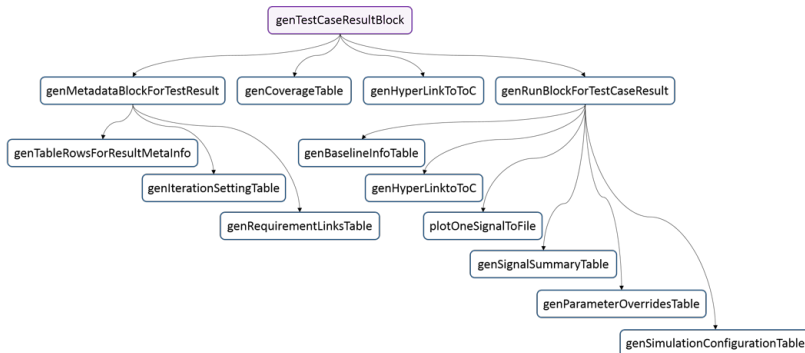 genTestCaseResultBlock
genMetadataBlockForTestResult
genCoverageTable
genHyperLinkToToC
genRunBlockForTestCaseResult
genTableRowsForResultMetaInfo
genBaselineInfoTable
genIterationSettingTable
genHyperLinktoToC
genRequirementLinksTable
plotOneSignalToFile
genSignalSummaryTable
genParameterOverridesTable
genSimulationConfigurationTable